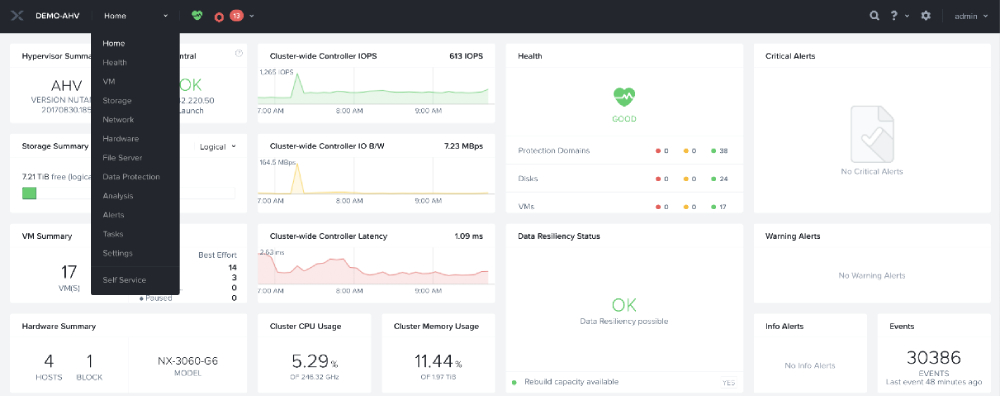 DEMO-AHV Home 13 ? admin
Home
Health
VM
Storage
Network
Hardware
File Server
Data Protection
Analysis
Alerts
Tasks
Settings
Self Service
Hypervisor Summa
AHV
VERSION NUTAN
20170830.185
ntral
OK
220.50
aunch
Storage Summary Logical
7.21 TiB free (logica
VM Summary
17
VM(S)
Best Effort
14
3
0
Paused 0
Hardware Summary
4 1 NX-3060-G6
HOSTS BLOCK MODEL
Cluster-wide Controller IOPS 613 IOPS
1,265 IOPS
7:00 AM 8:00 AM 9:00 AM
Cluster-wide Controller IO B/W 7.23 MBps
164.5 MBps
7:00 AM 8:00 AM 9:00 AM
Cluster-wide Controller Latency 1.09 ms
2.63 ms
7:00 AM 8:00 AM 9:00 AM
Cluster CPU Usage
5.29 %
OF 248.32 GHz
Cluster Memory Usage
11.44 %
OF 1.97 TiB
Health
GOOD
Protection Domains 0 0 38
Disks 0 0 24
VMs 0 0 17
Data Resiliency Status
OK
Data Resiliency possible
Rebuild capacity available YES
Critical Alerts
No Critical Alerts
Warning Alerts
No Warning Alerts
Info Alerts
No Info Alerts
Events
30386
EVENTS
Last event 48 minutes ago